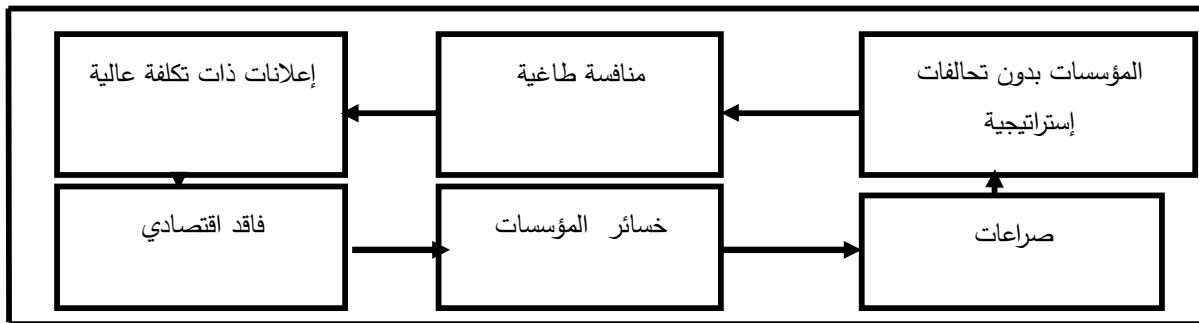 المؤسسات بدون تحالفات
إستراتيجية
منافسة طاغية
إعلانات ذات تكلفة عالية
صراعات
خسائر المؤسسات
فاقد اقتصادي